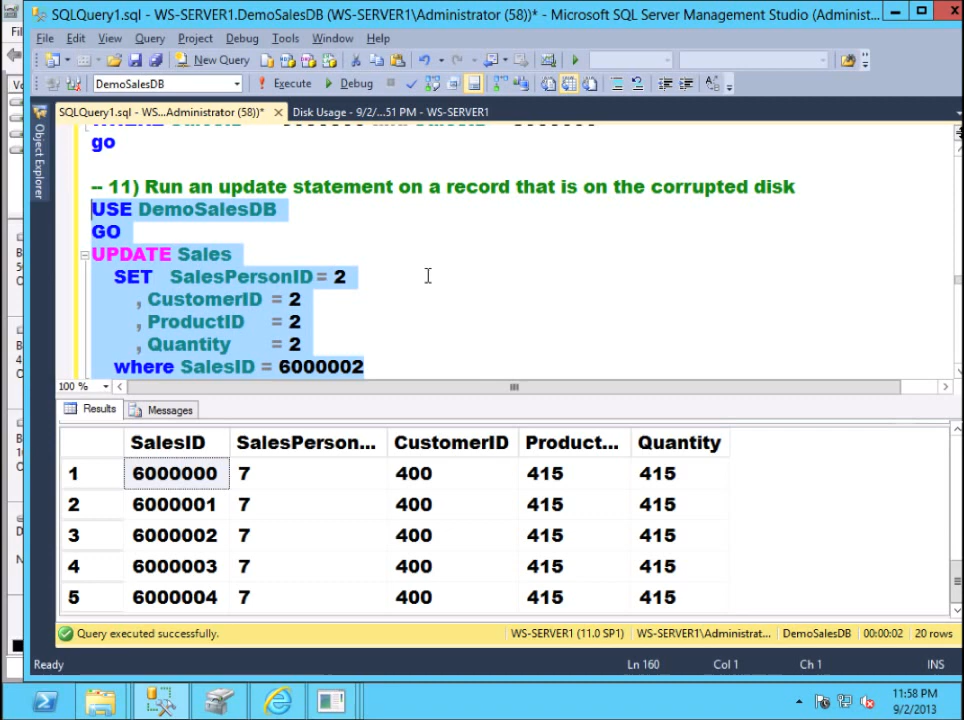 SQLQuery1.sql - WS-SERVER1.DemoSalesDB (WS-SERVER1\Administrator (58))* - Microsoft SQL Server Management Studio (Administ...
File Edit View Query Project Debug Tools Window Help
New Query
DemoSalesDB Execute Debug
SQLQuery1.sql - WS...Administrator (58))* Disk Usage - 9/2/...51 PM - WS-SERVER1
Object Explorer
go
-- 11) Run an update statement on a record that is on the corrupted disk
USE DemoSalesDB
GO
UPDATE Sales
SET SalesPersonID = 2
, CustomerID = 2
, ProductID = 2
, Quantity = 2
where SalesID = 6000002
100 %
Results Messages
SalesID SalesPerson... CustomerID Product... Quantity
1 6000000 7 400 415 415
2 6000001 7 400 415 415
3 6000002 7 400 415 415
4 6000003 7 400 415 415
5 6000004 7 400 415 415
Query executed successfully. WS-SERVER1 (11.0 SP1) WS-SERVER1\Administrat... DemoSalesDB 00:00:02 20 rows
Ready Ln 160 Col 1 Ch 1 INS
11:58 PM
9/2/2013